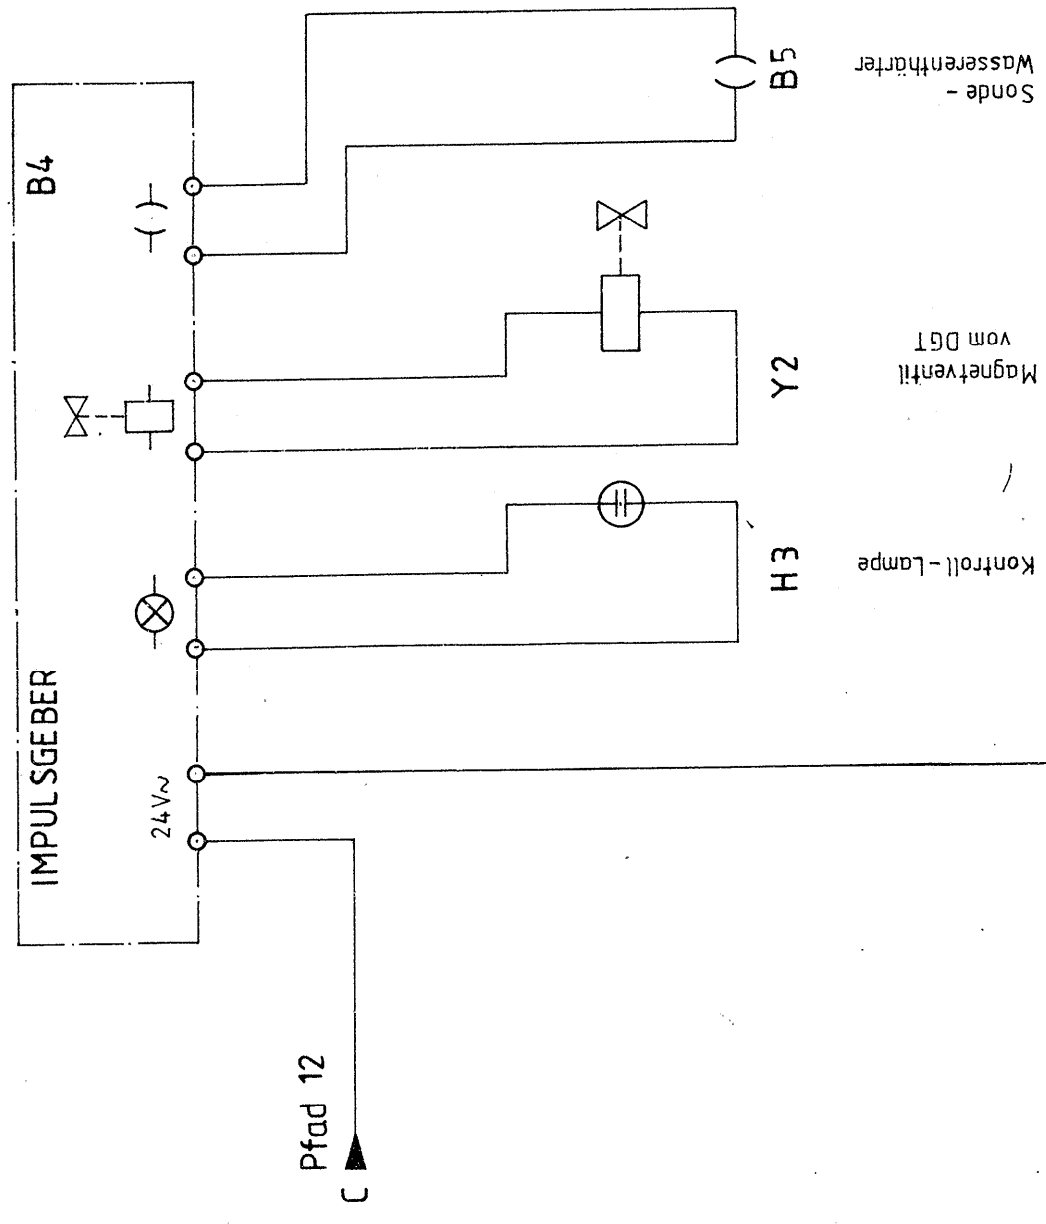 IMPULSGEBER
B4
24V~
Pfad 12
C
H3
Y2
B5
Kontroll-Lampe
Magnetventil
vom DGT
Sonde -
Wasserenthärter